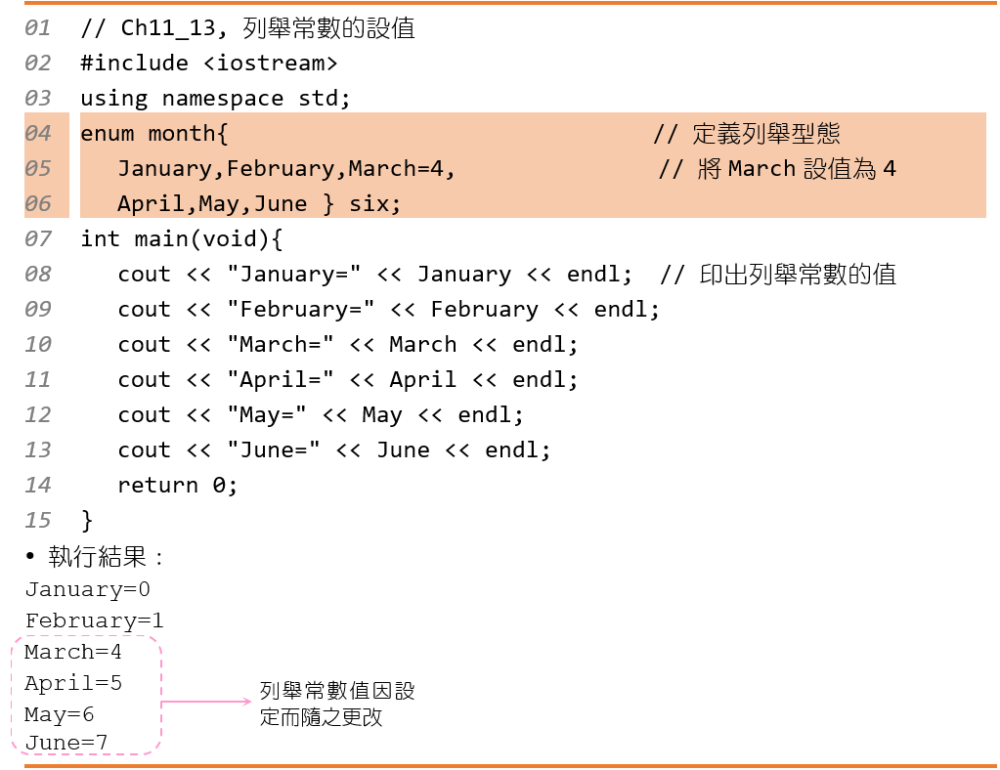 01 // Ch11_13, 列舉常數的設值
02 #include <iostream>
03 using namespace std;
04 enum month{ // 定義列舉型態
05 January,February,March=4, // 將 March 設值為 4
06 April,May,June } six;
07 int main(void){
08 cout << "January=" << January << endl; // 印出列舉常數的值
09 cout << "February=" << February << endl;
10 cout << "March=" << March << endl;
11 cout << "April=" << April << endl;
12 cout << "May=" << May << endl;
13 cout << "June=" << June << endl;
14 return 0;
15 }
• 執行結果：
January=0
February=1
March=4
April=5
May=6
June=7
列舉常數值因設
定而隨之更改